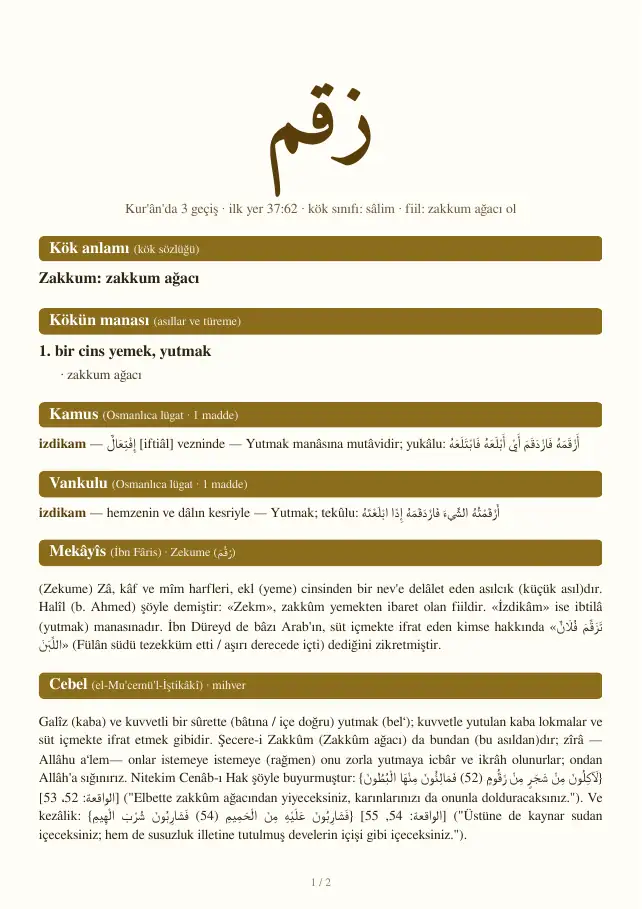 زقم
Kur'ân'da 3 geçiş · ilk yer 37:62 · kök sınıfı: sâlim · fiil: zakkum ağacı ol
Kök anlamı (kök sözlüğü)
Zakkum: zakkum ağacı
Kökün manası (asıllar ve türeme)
1. bir cins yemek, yutmak
· zakkum ağacı
Kamus (Osmanlıca lügat · 1 madde)
izdikam — إِفْتِعَالٌ [iftiâl] vezninde — Yutmak manâsına mutâvidir; yukâlu: أَزْقَمَهُ فَازْدَقَمَ أَيْ أَبْلَعَهُ فَابْتَلَعَهُ
Vankulu (Osmanlıca lügat · 1 madde)
izdikam — hemzenin ve dâlın kesriyle — Yutmak; tekûlu: أَزْقَمْتُهُ الشَّيءَ فَازدَقَمَهُ إِذَا ابْلَعْتَهُ
Mekâyîs (İbn Fâris) · Zekume (زَقُمَ)
(Zekume) Zâ, kâf ve mîm harfleri, ekl (yeme) cinsinden bir nev'e delâlet eden asılcık (küçük asıl)dır.
Halîl (b. Ahmed) şöyle demiştir: «Zekm», zakkûm yemekten ibaret olan fiildir. «İzdikâm» ise ibtilâ
(yutmak) manasınadır. İbn Düreyd de bâzı Arab'ın, süt içmekte ifrat eden kimse hakkında «تَزَقَّمَ فُلَانٌ
اللَّبَنَ» (Fülân südü tezekküm etti / aşırı derecede içti) dediğini zikretmiştir.
Cebel (el-Mu'cemü'l-İştikâkî) · mihver
Galîz (kaba) ve kuvvetli bir sûrette (bâtına / içe doğru) yutmak (bel‘); kuvvetle yutulan kaba lokmalar ve
süt içmekte ifrat etmek gibidir. Şecere-i Zakkûm (Zakkûm ağacı) da bundan (bu asıldan)dır; zîrâ —
Allâhu a‘lem— onlar istemeye istemeye (rağmen) onu zorla yutmaya icbâr ve ikrâh olunurlar; ondan
Allâh'a sığınırız. Nitekim Cenâb-ı Hak şöyle buyurmuştur: {لَآكِلُونَ مِنْ شَجَرٍ مِنْ زَقُّومٍ (52) فَمَالِئُونَ مِنْهَا الْبُطُونَ}
[الواقعة: 52، 53] ("Elbette zakkûm ağacından yiyeceksiniz, karınlarınızı da onunla dolduracaksınız."). Ve
kezâlik: {فَشَارِبُونَ عَلَيْهِ مِنَ الْحَمِيمِ (54) فَشَارِبُونَ شُرْبَ الْهِيمِ} [الواقعة: 54، 55] ("Üstüne de kaynar sudan
içeceksiniz; hem de susuzluk illetine tutulmuş develerin içişi gibi içeceksiniz.").
1 / 2